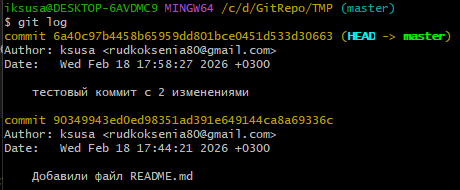 iksusa@DESKTOP-6AVDMC9 MINGW64 /c/d/GitRepo/TMP (master)
$ git log
commit 6a40c97b4458b65959dd801bce0451d533d30663 (HEAD -> master)
Author: ksusa <rudkoksenia80@gmail.com>
Date:   Wed Feb 18 17:58:27 2026 +0300
тестовый коммит с 2 изменениями
commit 90349943ed0ed98351ad391e649144ca8a69336c
Author: ksusa <rudkoksenia80@gmail.com>
Date:   Wed Feb 18 17:44:21 2026 +0300
Добавили файл README.md